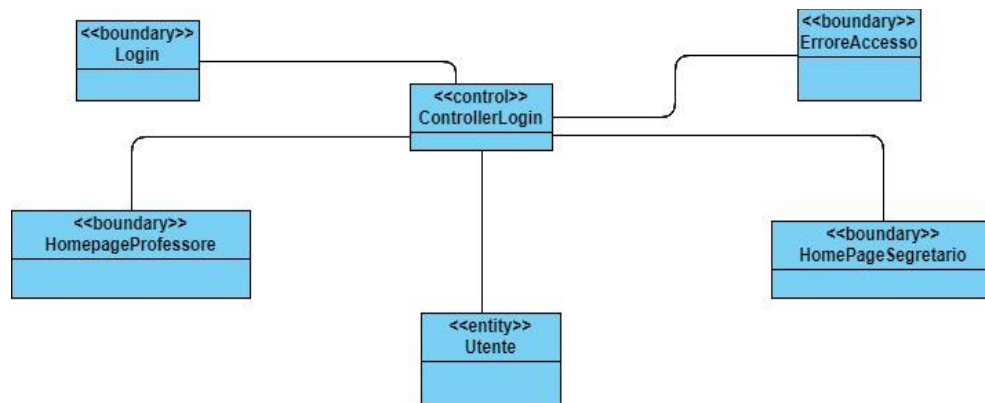 <<boundary>>
Login
<<boundary>>
ErroreAccesso
<<control>>
ControllerLogin
<<boundary>>
HomepageProfessore
<<boundary>>
HomePageSegretario
<<entity>>
Utente